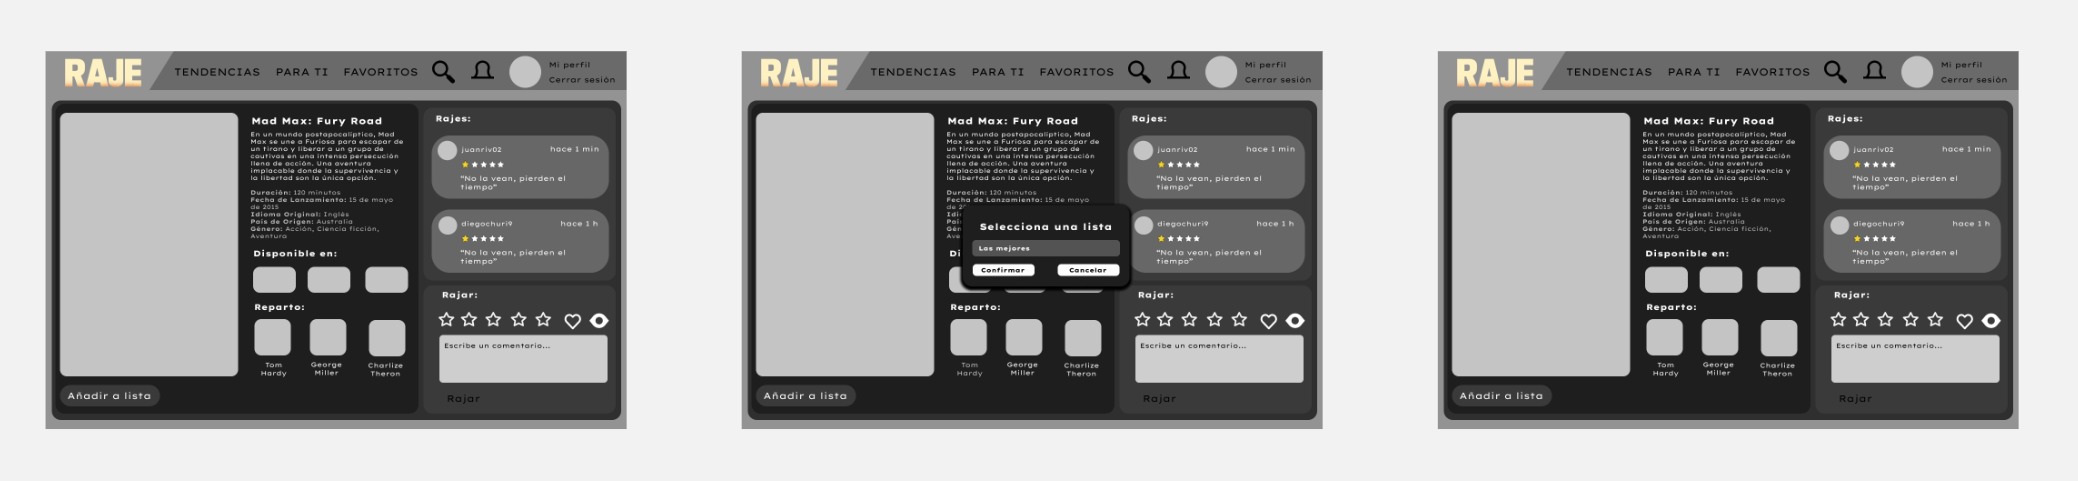 RAJE
TENDENCIAS PARA TI FAVORITOS
Mi perfil
Cerrar sesión
Mad Max: Fury Road
En un mundo postapocalíptico, Mad
Max se une a Furiosa para escapar de
un tirano y liberar a un grupo de
cautivas en una intensa persecución
llena de acción. Una aventura
implacable donde la supervivencia y
la libertad son la única opción.
Duración: 120 minutos
Fecha de Lanzamiento: 15 de mayo
de 2015
Idioma Original: Inglés
País de Origen: Australia
Género: Acción, Ciencia ficción,
Aventura
Disponible en:
Reparto:
Tom
Hardy
George
Miller
Charlize
Theron
Añadir a lista
Rajes:
juanriv02 hace 1 min
"No la vean, pierden el
tiempo"
diegochuri9 hace 1 h
"No la vean, pierden el
tiempo"
Rajar:
Escribe un comentario...
Rajar
RAJE
TENDENCIAS PARA TI FAVORITOS
Mi perfil
Cerrar sesión
Mad Max: Fury Road
En un mundo postapocalíptico, Mad
Max se une a Furiosa para escapar de
un tirano y liberar a un grupo de
cautivas en una intensa persecución
llena de acción. Una aventura
implacable donde la supervivencia y
la libertad son la única opción.
Duración: 120 minutos
Fecha de Lanzamiento: 15 de mayo
Selecciona una lista
Las mejores
Confirmar Cancelar
Reparto:
Tom
Hardy
George
Miller
Charlize
Theron
Añadir a lista
Rajes:
juanriv02 hace 1 min
"No la vean, pierden el
tiempo"
diegochuri9 hace 1 h
"No la vean, pierden el
tiempo"
Rajar:
Escribe un comentario...
Rajar
RAJE
TENDENCIAS PARA TI FAVORITOS
Mi perfil
Cerrar sesión
Mad Max: Fury Road
En un mundo postapocalíptico, Mad
Max se une a Furiosa para escapar de
un tirano y liberar a un grupo de
cautivas en una intensa persecución
llena de acción. Una aventura
implacable donde la supervivencia y
la libertad son la única opción.
Duración: 120 minutos
Fecha de Lanzamiento: 15 de mayo
de 2015
Idioma Original: Inglés
País de Origen: Australia
Género: Acción, Ciencia ficción,
Aventura
Disponible en:
Reparto:
Tom
Hardy
George
Miller
Charlize
Theron
Añadir a lista
Rajes:
juanriv02 hace 1 min
"No la vean, pierden el
tiempo"
diegochuri9 hace 1 h
"No la vean, pierden el
tiempo"
Rajar:
Escribe un comentario...
Rajar